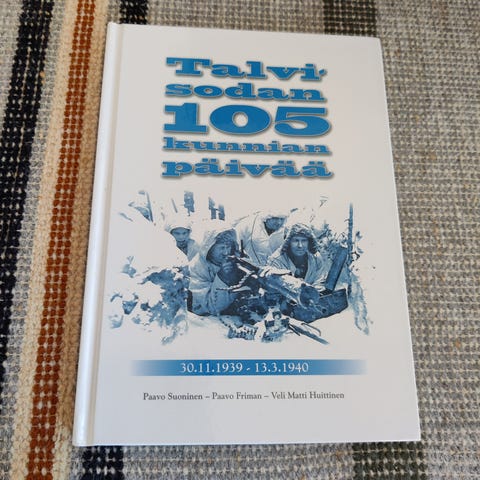 Talvi-
sodan
105
kunnian
päivää
30.11.1939 - 13.3.1940
Paavo Suoninen – Paavo Friman – Veli Matti Huittinen